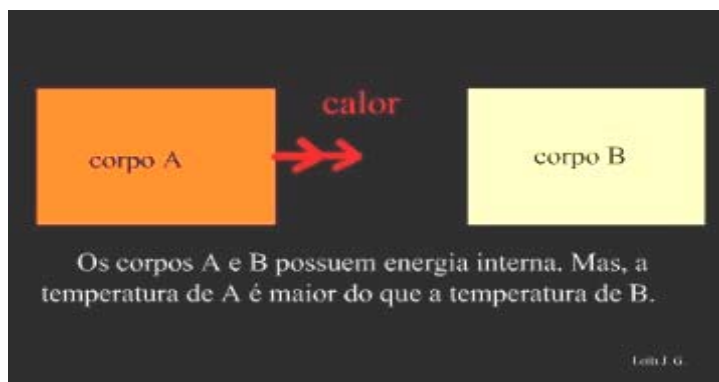 calor
corpo A
corpo B
Os corpos A e B possuem energia interna. Mas, a
temperatura de A é maior do que a temperatura de B.
J. G.